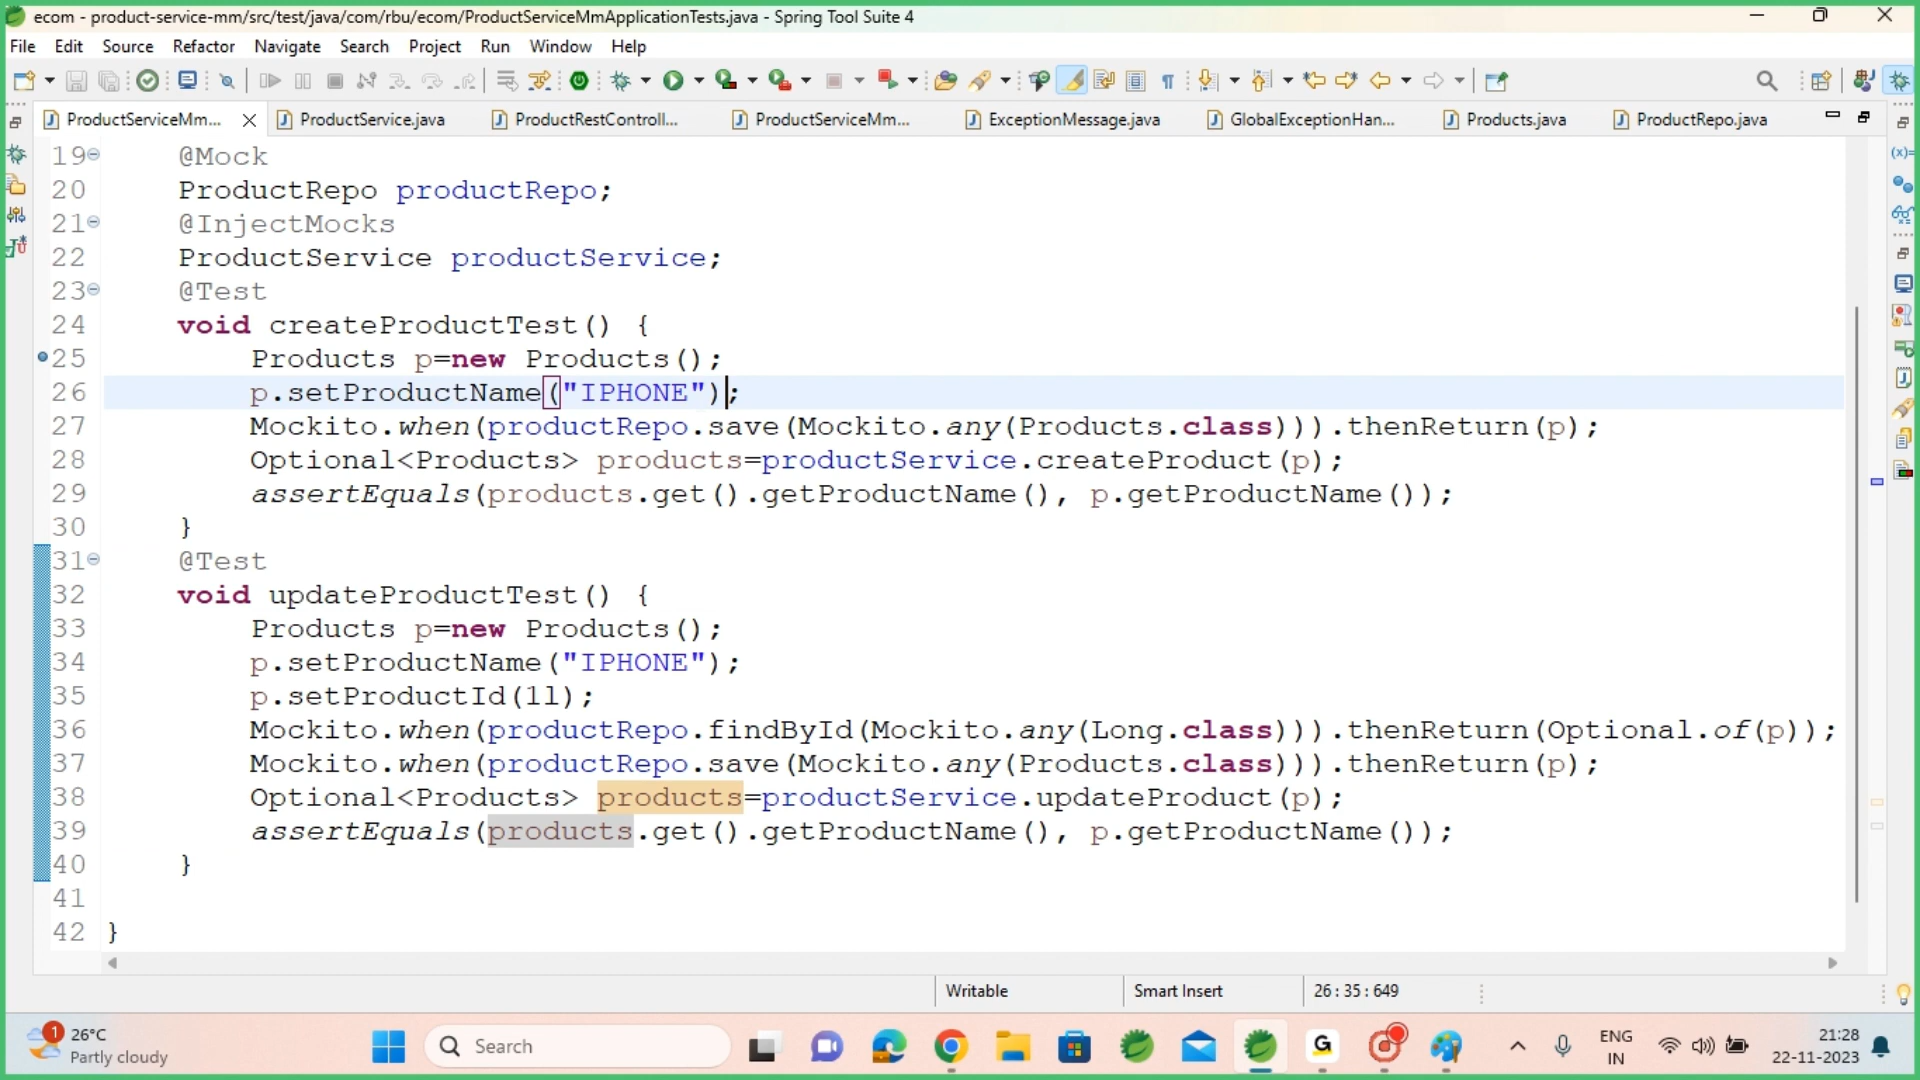 ecom - product-service-mm/src/test/java/com/rbu/ecom/ProductServiceMmApplicationTests.java - Spring Tool Suite 4
File Edit Source Refactor Navigate Search Project Run Window Help
ProductServiceMm... ProductService.java ProductRestControll... ProductServiceMm... ExceptionMessage.java GlobalExceptionHan... Products.java ProductRepo.java
19 @Mock
20 ProductRepo productRepo;
21 @InjectMocks
22 ProductService productService;
23 @Test
24 void createProductTest() {
25 Products p=new Products();
26 p.setProductName("IPHONE");
27 Mockito.when(productRepo.save(Mockito.any(Products.class))).thenReturn(p);
28 Optional<Products> products=productService.createProduct(p);
29 assertEquals(products.get().getProductName(), p.getProductName());
30 }
31 @Test
32 void updateProductTest() {
33 Products p=new Products();
34 p.setProductName("IPHONE");
35 p.setProductId(1l);
36 Mockito.when(productRepo.findById(Mockito.any(Long.class))).thenReturn(Optional.of(p));
37 Mockito.when(productRepo.save(Mockito.any(Products.class))).thenReturn(p);
38 Optional<Products> products=productService.updateProduct(p);
39 assertEquals(products.get().getProductName(), p.getProductName());
40 }
41
42 }
Writable Smart Insert 26 : 35 : 649
1 26°C
Partly cloudy
Search
ENG
IN
21:28
22-11-2023